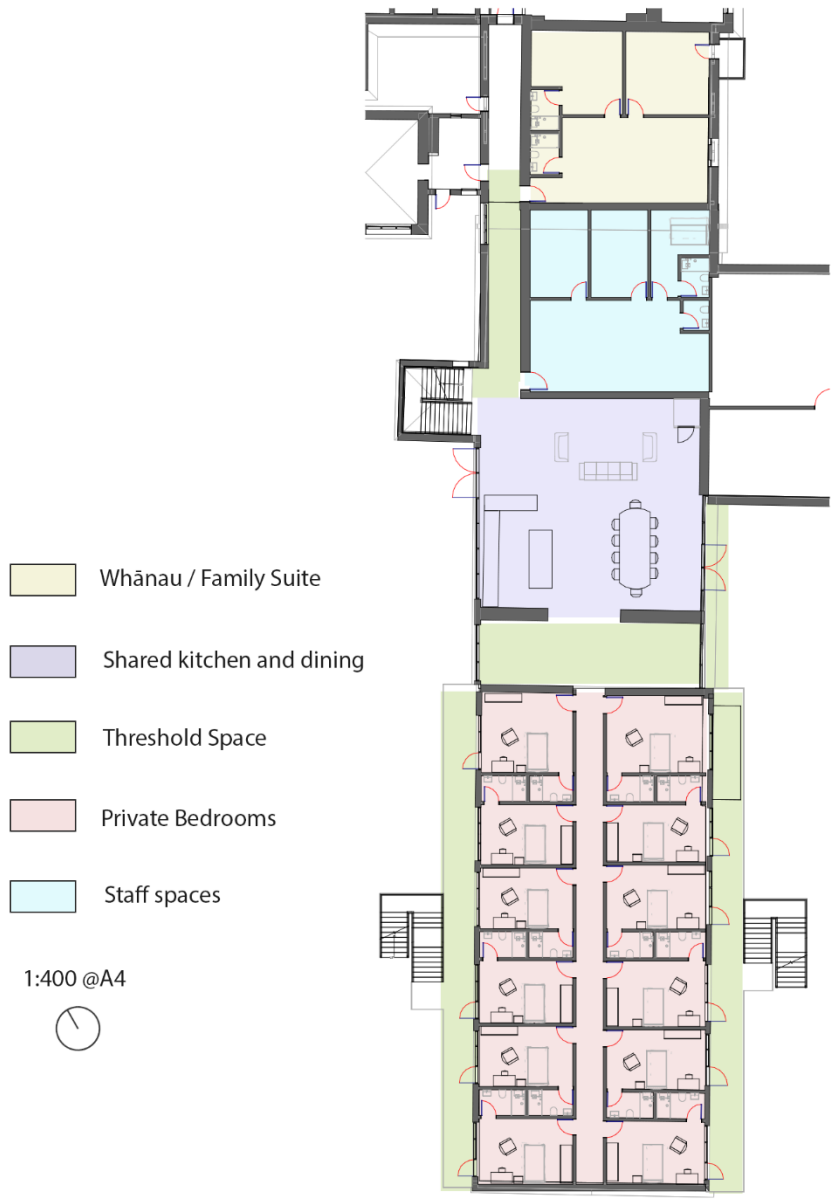 Whānau / Family Suite
Shared kitchen and dining
Threshold Space
Private Bedrooms
Staff spaces
1:400 @A4